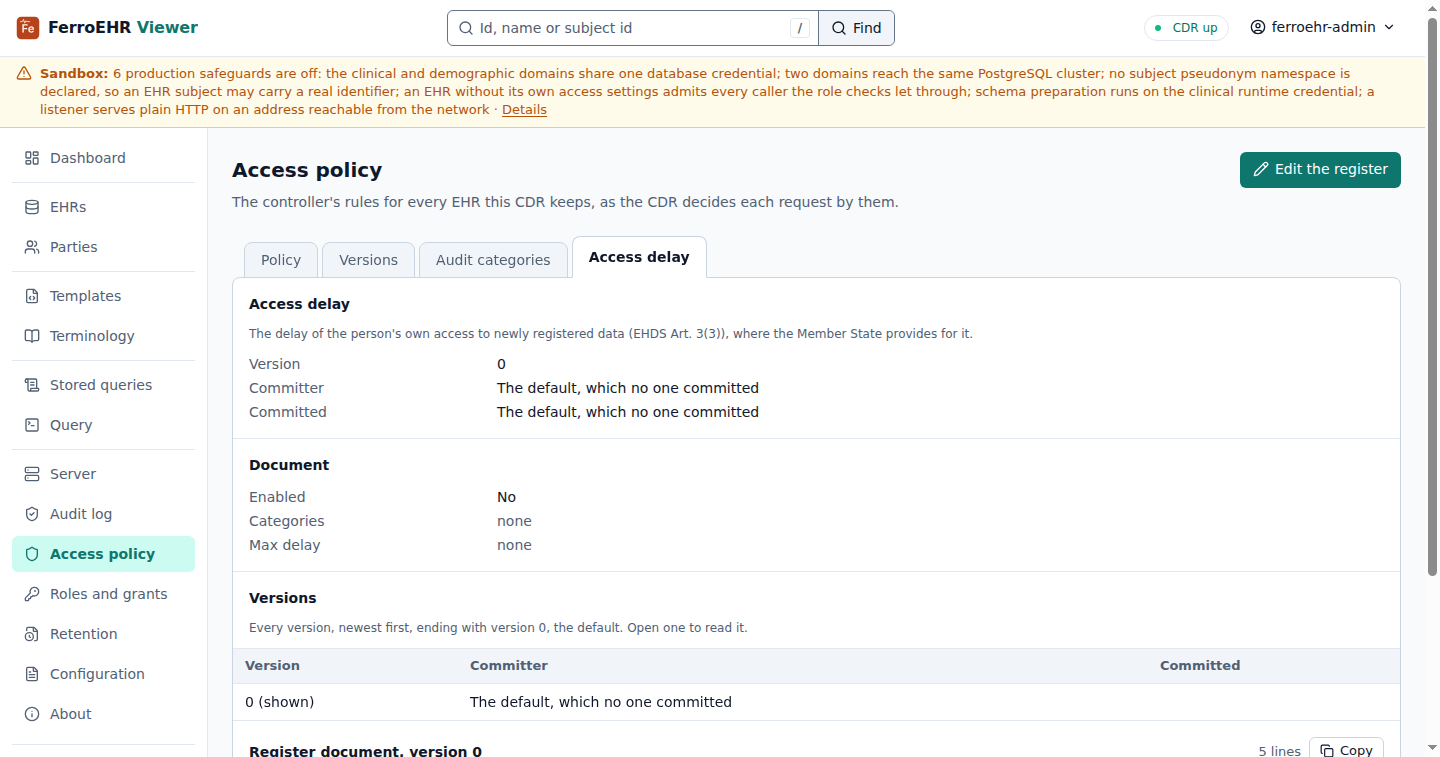 Fe FerroEHR Viewer
Id, name or subject id /
Find
CDR up
ferroehr-admin
Sandbox: 6 production safeguards are off: the clinical and demographic domains share one database credential; two domains reach the same PostgreSQL cluster; no subject pseudonym namespace is
declared, so an EHR subject may carry a real identifier; an EHR without its own access settings admits every caller the role checks let through; schema preparation runs on the clinical runtime credential; a
listener serves plain HTTP on an address reachable from the network · Details
Dashboard
EHRs
Parties
Templates
Terminology
Stored queries
Query
Server
Audit log
Access policy
Roles and grants
Retention
Configuration
About
Access policy
Edit the register
The controller's rules for every EHR this CDR keeps, as the CDR decides each request by them.
Policy
Versions
Audit categories
Access delay
Access delay
The delay of the person's own access to newly registered data (EHDS Art. 3(3)), where the Member State provides for it.
Version 0
Committer The default, which no one committed
Committed The default, which no one committed
Document
Enabled No
Categories none
Max delay none
Versions
Every version, newest first, ending with version 0, the default. Open one to read it.
Version Committer Committed
0 (shown) The default, which no one committed
Register document, version 0
5 lines
Copy